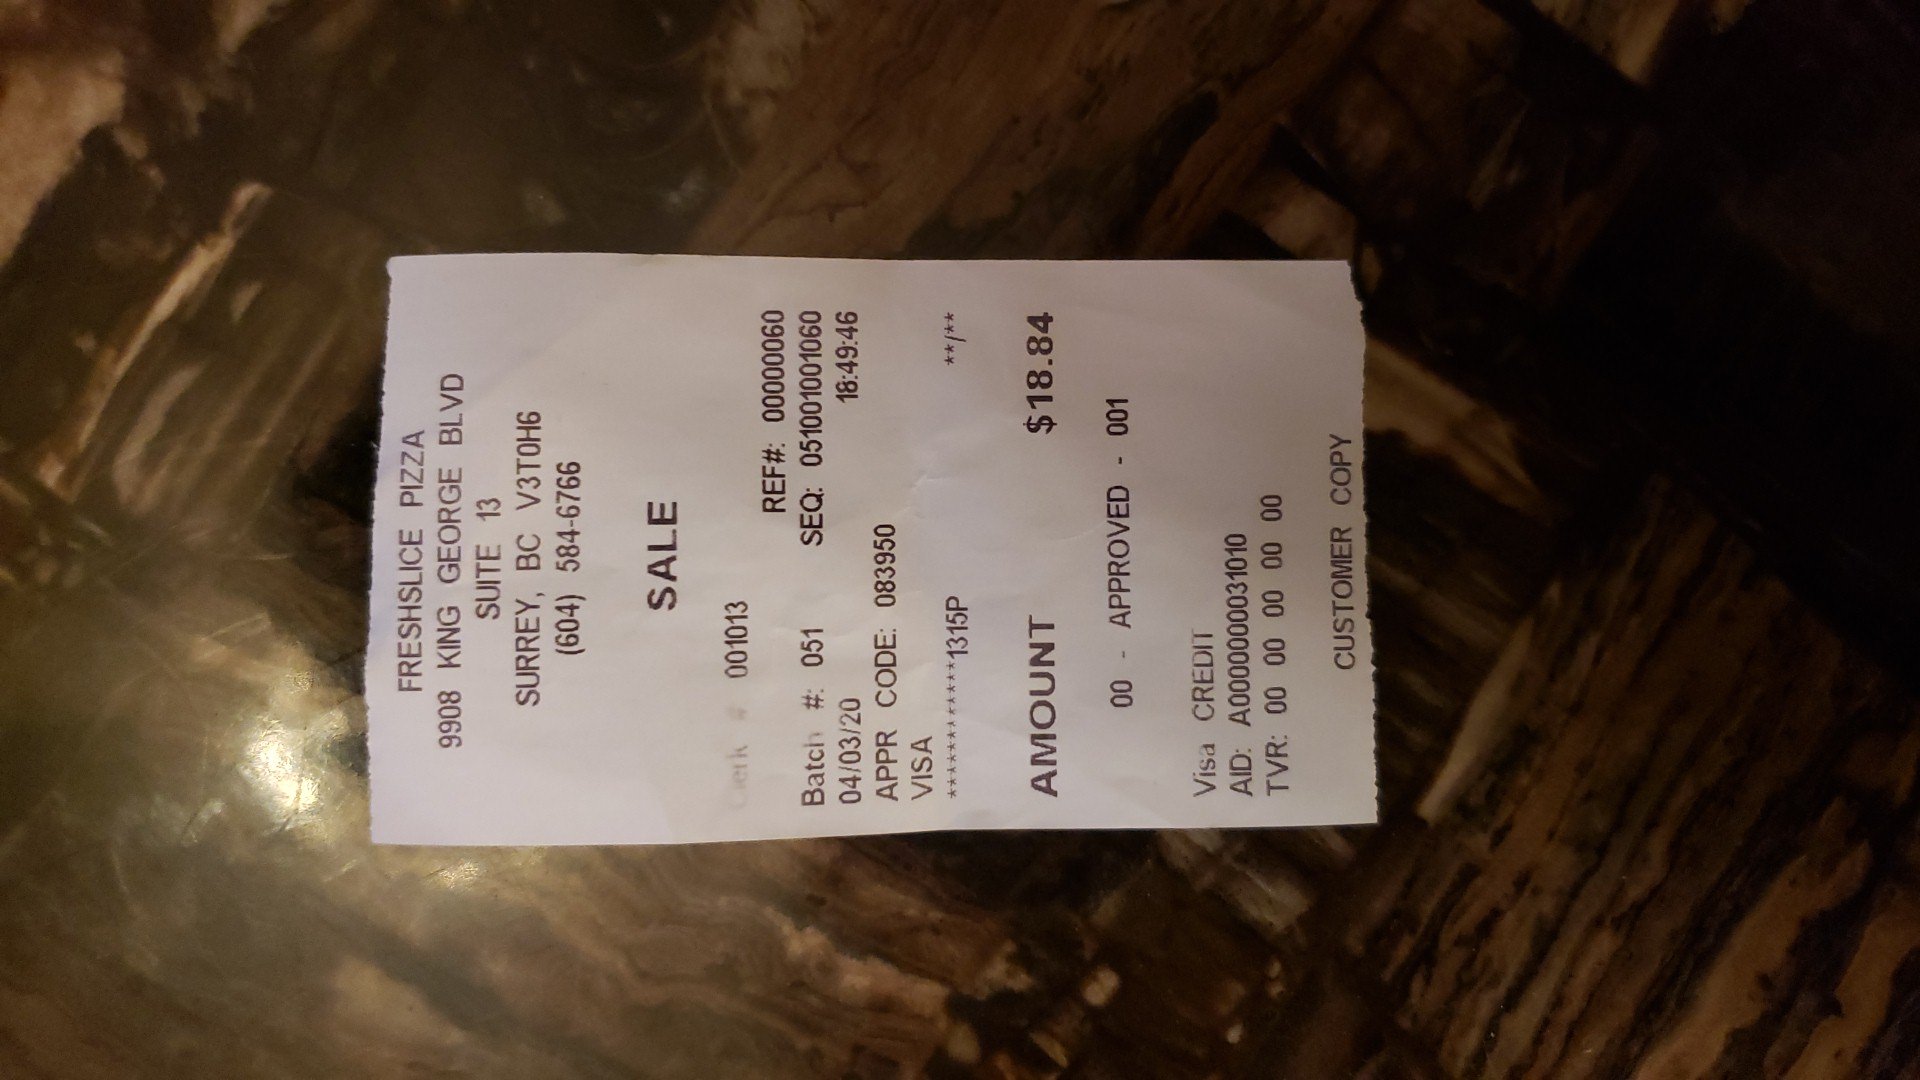 FRESHSLICE PIZZA
9908 KING GEORGE BLVD
SUITE 13
SURREY, BC V3T0H6
(604) 584-6766
SALE
Clerk # 001013
REF#: 00000060
Batch #: 051 SEQ: 051001001060
04/03/20 18:49:46
APPR CODE: 083950
VISA
************1315P **/**
AMOUNT $18.84
00 - APPROVED - 001
Visa CREDIT
AID: A0000000031010
TVR: 00 00 00 00 00
CUSTOMER COPY